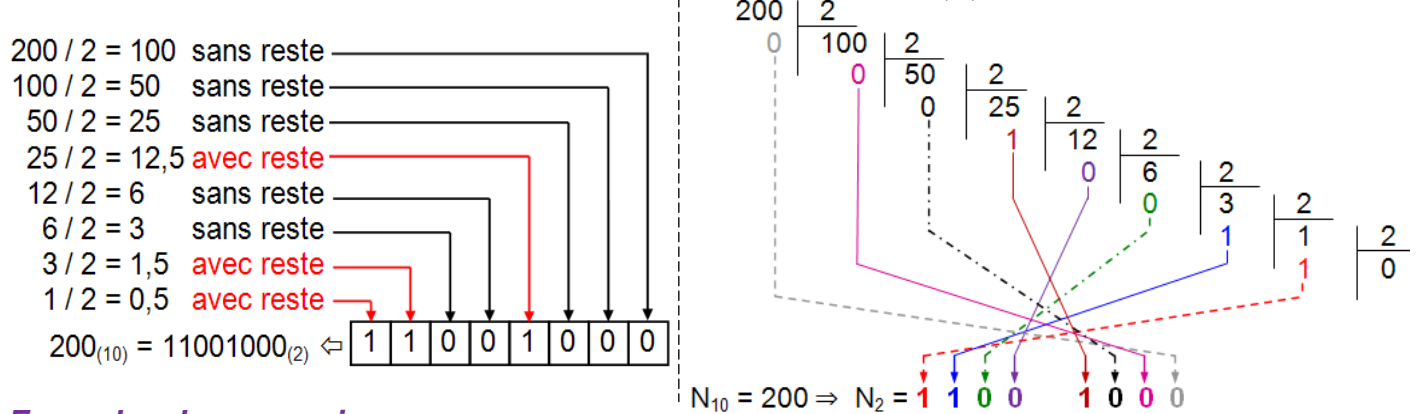 200 / 2 = 100 sans reste
100 / 2 = 50 sans reste
50 / 2 = 25 sans reste
25 / 2 = 12,5 avec reste
12 / 2 = 6 sans reste
6 / 2 = 3 sans reste
3 / 2 = 1,5 avec reste
1 / 2 = 0,5 avec reste
200(10) = 11001000(2) ⇦ 1 1 0 0 1 0 0 0
200 2
0 100 2
0 50 2
0 25 2
1 12 2
0 6 2
0 3 2
1 1 2
1 0
N10 = 200 ⇒ N2 = 1 1 0 0 1 0 0 0